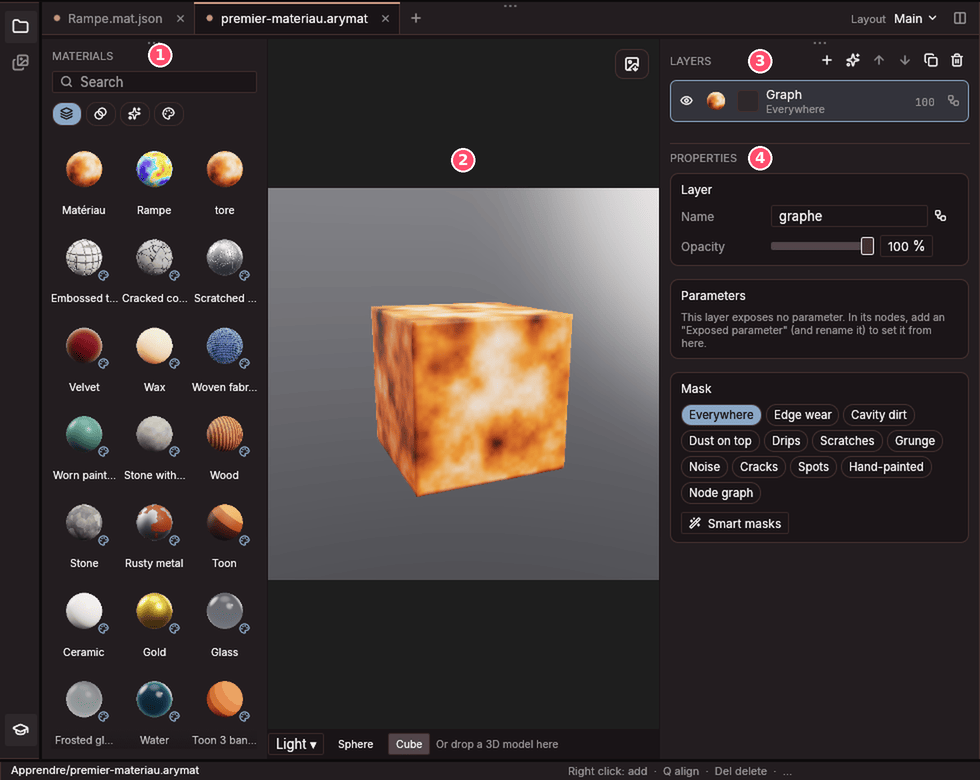 Rampe.mat.json
premier-materiau.arymat
Layout Main
MATERIALS
1
Search
Matériau
Rampe
tore
Embossed t...
Cracked co...
Scratched ...
Velvet
Wax
Woven fabr...
Worn paint...
Stone with...
Wood
Stone
Rusty metal
Toon
Ceramic
Gold
Glass
Frosted gl...
Water
Toon 3 ban...
2
Light ▾
Sphere
Cube
Or drop a 3D model here
LAYERS
3
Graph
Everywhere
100
PROPERTIES
4
Layer
Name
graphe
Opacity
100 %
Parameters
This layer exposes no parameter. In its nodes, add an
"Exposed parameter" (and rename it) to set it from
here.
Mask
Everywhere Edge wear Cavity dirt
Dust on top Drips Scratches Grunge
Noise Cracks Spots Hand-painted
Node graph
Smart masks
Apprendre/premier-materiau.arymat
Right click: add · Q align · Del delete · ...